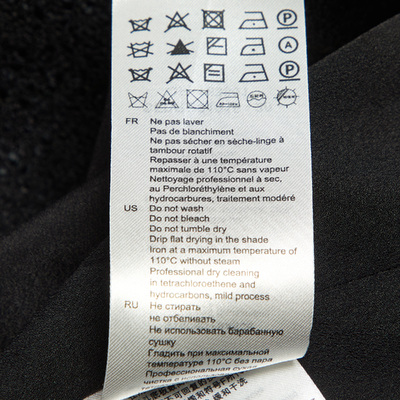 P
A
P
FR Ne pas laver
Pas de blanchiment
Ne pas sécher en sèche-linge à
tambour rotatif
Repasser à une température
maximale de 110°C sans vapeur
Nettoyage professionnel à sec,
au Perchloréthylène et aux
hydrocarbures, traitement modéré
US Do not wash
Do not bleach
Do not tumble dry
Drip flat drying in the shade
Iron at a maximum temperature of
110°C without steam
Professional dry cleaning
in tetrachloroethene and
hydrocarbons, mild process
RU Не стирать
не отбеливать
Не использовать барабанную
сушку
Гладить при максимальной
температуре 110°C без пара
Профессиональная сухая